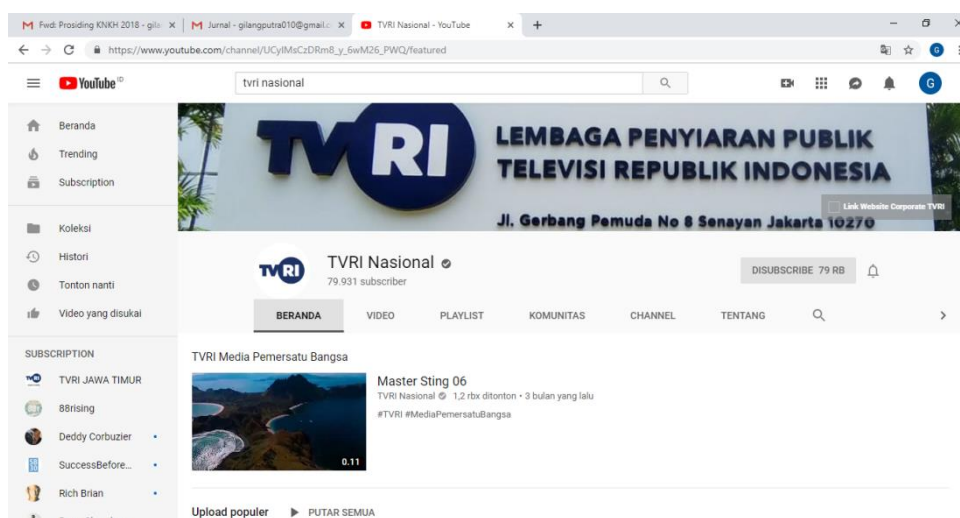 Fwd: Prosiding KNKH 2018 - gila
Jurnal - gilangputra010@gmail.c
TVRI Nasional - YouTube
https://www.youtube.com/channel/UCyIMsCzDRm8_y_6wM26_PWQ/featured
G
YouTube ID
tvri nasional
G
Beranda
Trending
Subscription
Koleksi
Histori
Tonton nanti
Video yang disukai
SUBSCRIPTION
TVRI JAWA TIMUR
88rising
Deddy Corbuzier
SuccessBefore...
Rich Brian
TVRI
LEMBAGA PENYIARAN PUBLIK
TELEVISI REPUBLIK INDONESIA
Jl. Gerbang Pemuda No 8 Senayan Jakarta 10270
Link Website Corporate TVRI
TVRI
TVRI Nasional
79.931 subscriber
DISUBSCRIBE 79 RB
BERANDA VIDEO PLAYLIST KOMUNITAS CHANNEL TENTANG
TVRI Media Pemersatu Bangsa
Master Sting 06
TVRI Nasional 1,2 rbx ditonton • 3 bulan yang lalu
#TVRI #MediaPemersatuBangsa
0.11
Upload populer PUTAR SEMUA